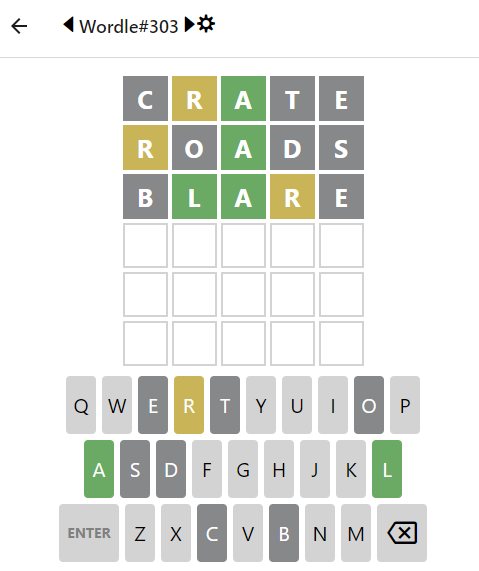 Wordle#303
C R A T E
R O A D S
B L A R E
Q W E R T Y U I O P
A S D F G H J K L
ENTER Z X C V B N M